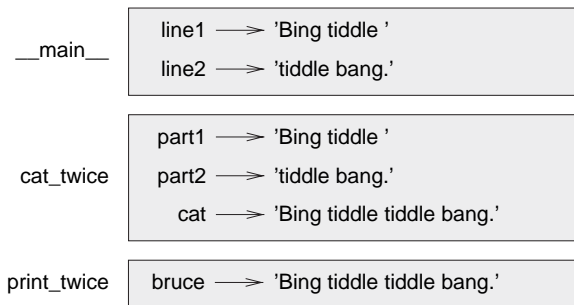 __main__
line1 ’Bing tiddle ’
line2 ’tiddle bang.’
cat_twice
part1 ’Bing tiddle ’
part2 ’tiddle bang.’
cat ’Bing tiddle tiddle bang.’
print_twice
bruce ’Bing tiddle tiddle bang.’